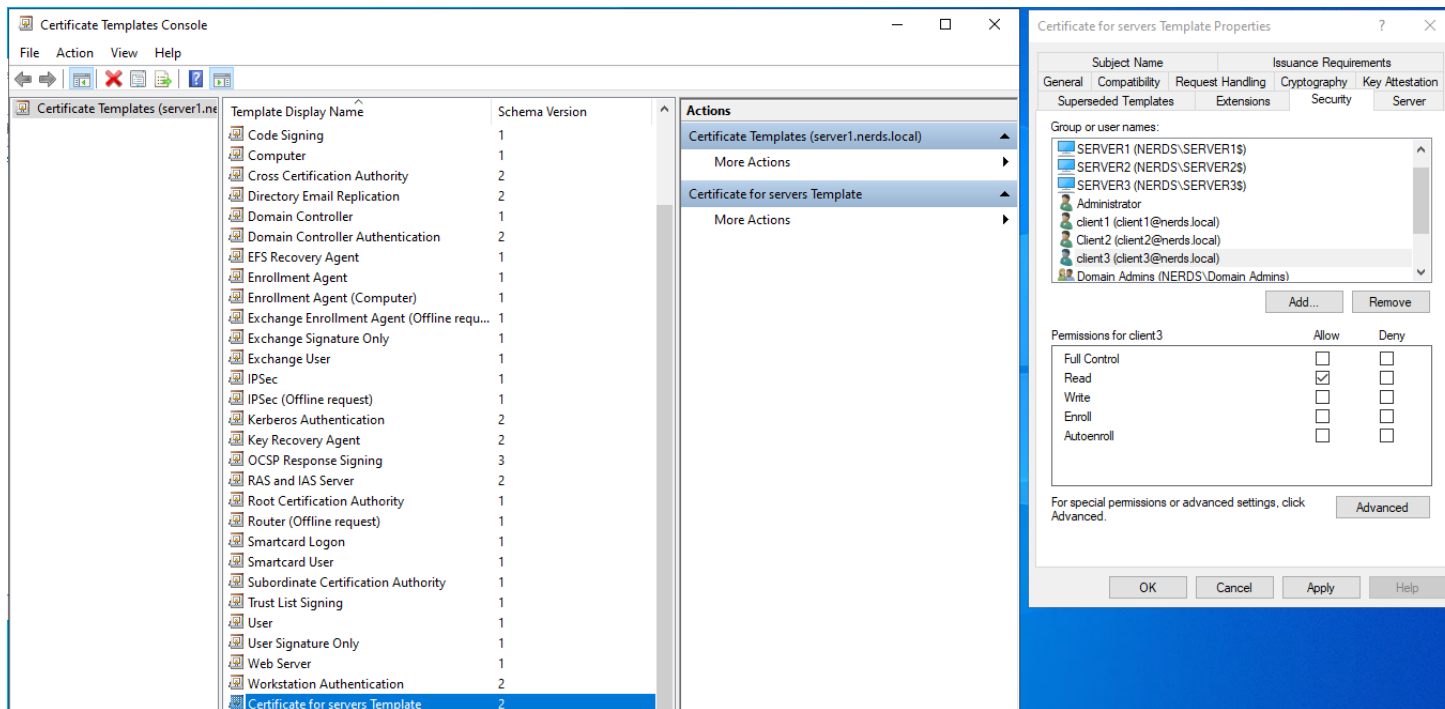 Certificate Templates Console
File Action View Help
Certificate Templates (server1.ne
Template Display Name Schema Version
Code Signing 1
Computer 1
Cross Certification Authority 2
Directory Email Replication 2
Domain Controller 1
Domain Controller Authentication 2
EFS Recovery Agent 1
Enrollment Agent 1
Enrollment Agent (Computer) 1
Exchange Enrollment Agent (Offline requ... 1
Exchange Signature Only 1
Exchange User 1
IPSec 1
IPSec (Offline request) 1
Kerberos Authentication 2
Key Recovery Agent 2
OCSP Response Signing 3
RAS and IAS Server 2
Root Certification Authority 1
Router (Offline request) 1
Smartcard Logon 1
Smartcard User 1
Subordinate Certification Authority 1
Trust List Signing 1
User 1
User Signature Only 1
Web Server 1
Workstation Authentication 2
Certificate for servers Template 2
Actions
Certificate Templates (server1.nerds.local)
More Actions
Certificate for servers Template
More Actions
Certificate for servers Template Properties
Subject Name Issuance Requirements
General Compatibility Request Handling Cryptography Key Attestation
Superseded Templates Extensions Security Server
Group or user names:
SERVER1 (NERDS\SERVER1$)
SERVER2 (NERDS\SERVER2$)
SERVER3 (NERDS\SERVER3$)
Administrator
client1 (client1@nerds.local)
Client2 (client2@nerds.local)
client3 (client3@nerds.local)
Domain Admins (NERDS\Domain Admins)
Add... Remove
Permissions for client3 Allow Deny
Full Control
Read
Write
Enroll
Autoenroll
For special permissions or advanced settings, click
Advanced.
Advanced
OK Cancel Apply Help